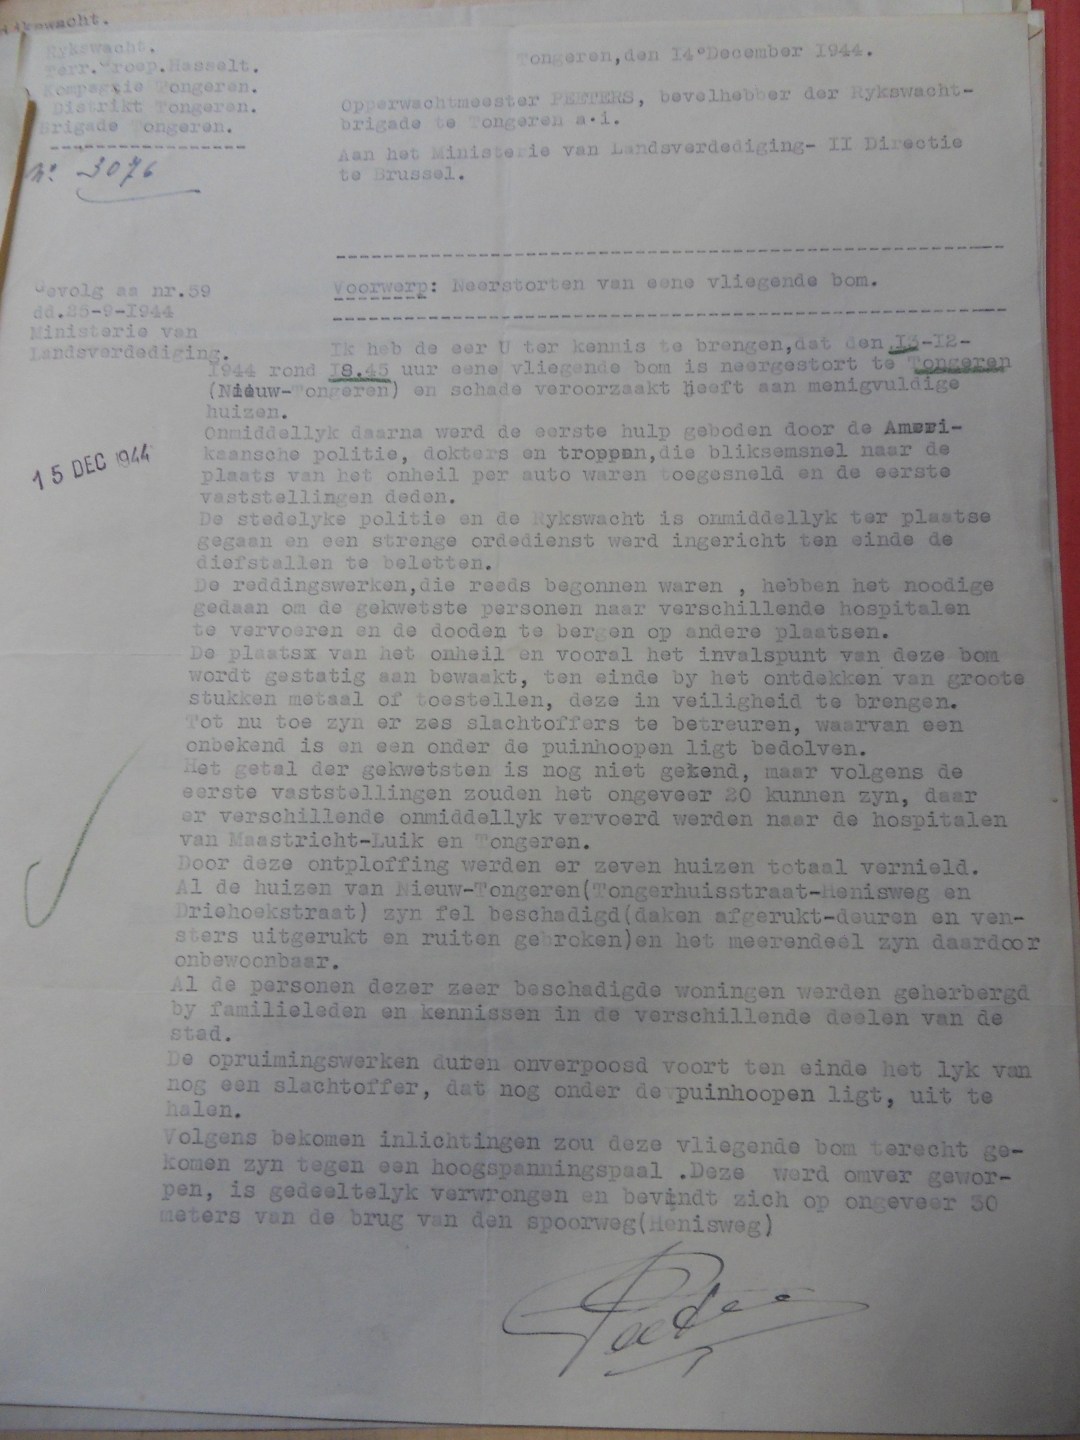 Rykswacht.
Rykswacht.
Terr.Groep.Hasselt.
Kompagnie Tongeren.
Distrikt Tongeren.
Brigade Tongeren.
N° 3076
Tongeren,den 14°December 1944.
Opperwachtmeester PEETERS, bevelhebber der Rykswacht-
brigade te Tongeren a.i.
Aan het Ministerie van Landsverdediging- II Directie
te Brussel.
Gevolg aa nr.59
dd.25-9-1944
Ministerie van
Landsverdediging.
Voorwerp: Neerstorten van eene vliegende bom.
Ik heb de eer U ter kennis te brengen,dat den 13-12-
1944 rond 18.45 uur eene vliegende bom is neergestort te Tongeren
(Nieuw-Tongeren) en schade veroorzaakt heeft aan menigvuldige
huizen.
Onmiddellyk daarna werd de eerste hulp geboden door de Ameri-
kaansche politie, dokters en troppen,die bliksemsnel naar de
plaats van het onheil per auto waren toegesneld en de eerste
vaststellingen deden.
15 DEC 1944
De stedelyke politie en de Rykswacht is onmiddellyk ter plaatse
gegaan en een strenge ordedienst werd ingericht ten einde de
diefstallen te beletten.
De reddingswerken,die reeds begonnen waren , hebben het noodige
gedaan om de gekwetste personen naar verschillende hospitalen
te vervoeren en de dooden te bergen op andere plaatsen.
De plaatsx van het onheil en vooral het invalspunt van deze bom
wordt gestatig aan bewaakt, ten einde by het ontdekken van groote
stukken metaal of toestellen, deze in veiligheid te brengen.
Tot nu toe zyn er zes slachtoffers te betreuren, waarvan een
onbekend is en een onder de puinhoopen ligt bedolven.
Het getal der gekwetsten is nog niet gekend, maar volgens de
eerste vaststellingen zouden het ongeveer 20 kunnen zyn, daar
er verschillende onmiddellyk vervoerd werden naar de hospitalen
van Maastricht-Luik en Tongeren.
Door deze ontploffing werden er zeven huizen totaal vernield.
Al de huizen van Nieuw-Tongeren(Tongerhuisstraat-Henisweg en
Driehoekstraat) zyn fel beschadigd(daken afgerukt-deuren en ven-
sters uitgerukt en ruiten gebroken)en het meerendeel zyn daardoor
onbewoonbaar.
Al de personen dezer zeer beschadigde woningen werden geherbergd
by familieleden en kennissen in de verschillende deelen van de
stad.
De opruimingswerken duren onverpoosd voort ten einde het lyk van
nog een slachtoffer, dat nog onder de puinhoopen ligt, uit te
halen.
Volgens bekomen inlichtingen zou deze vliegende bom terecht ge-
komen zyn tegen een hoogspanningspaal .Deze werd omver gewor-
pen, is gedeeltelyk verwrongen en bevindt zich op ongeveer 30
meters van de brug van den spoorweg(Henisweg)